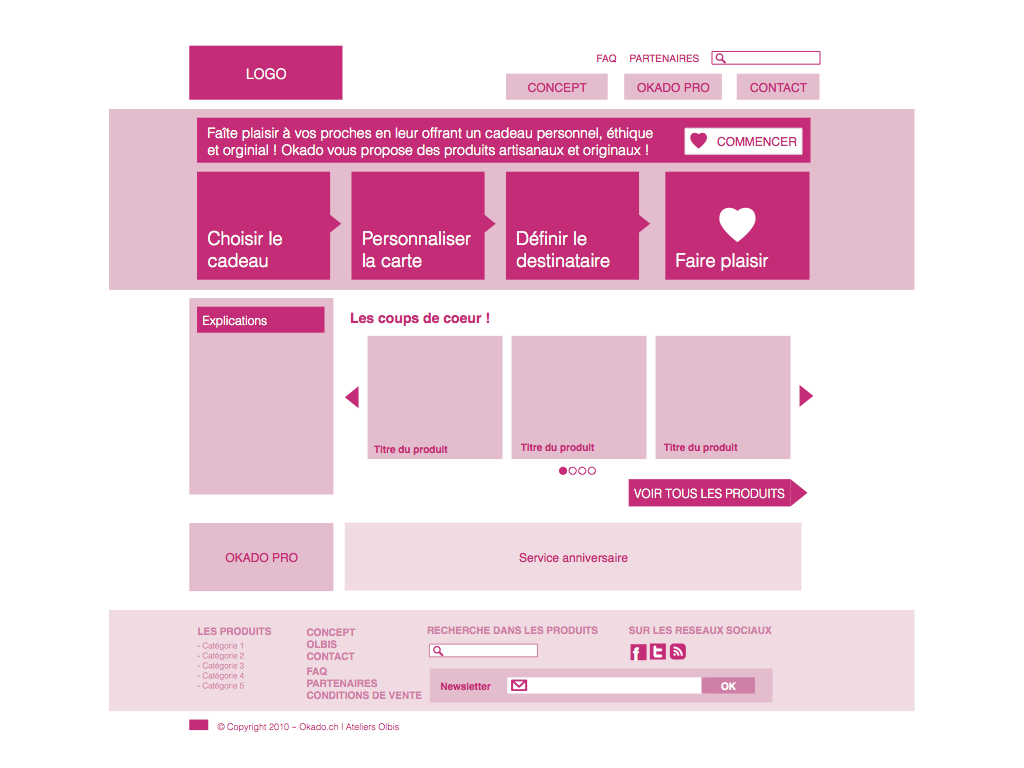 LOGO
FAQ PARTENAIRES
CONCEPT OKADO PRO CONTACT
Faîte plaisir à vos proches en leur offrant un cadeau personnel, éthique
et orginial ! Okado vous propose des produits artisanaux et originaux !
COMMENCER
Choisir le
cadeau
Personnaliser
la carte
Définir le
destinataire
Faire plaisir
Explications
Les coups de coeur !
Titre du produit
Titre du produit
Titre du produit
VOIR TOUS LES PRODUITS
OKADO PRO
Service anniversaire
LES PRODUITS
- Catégorie 1
- Catégorie 2
- Catégorie 3
- Catégorie 4
- Catégorie 5
CONCEPT
OLBIS
CONTACT
FAQ
PARTENAIRES
CONDITIONS DE VENTE
RECHERCHE DANS LES PRODUITS
SUR LES RESEAUX SOCIAUX
Newsletter
OK
© Copyright 2010 – Okado.ch I Ateliers Olbis